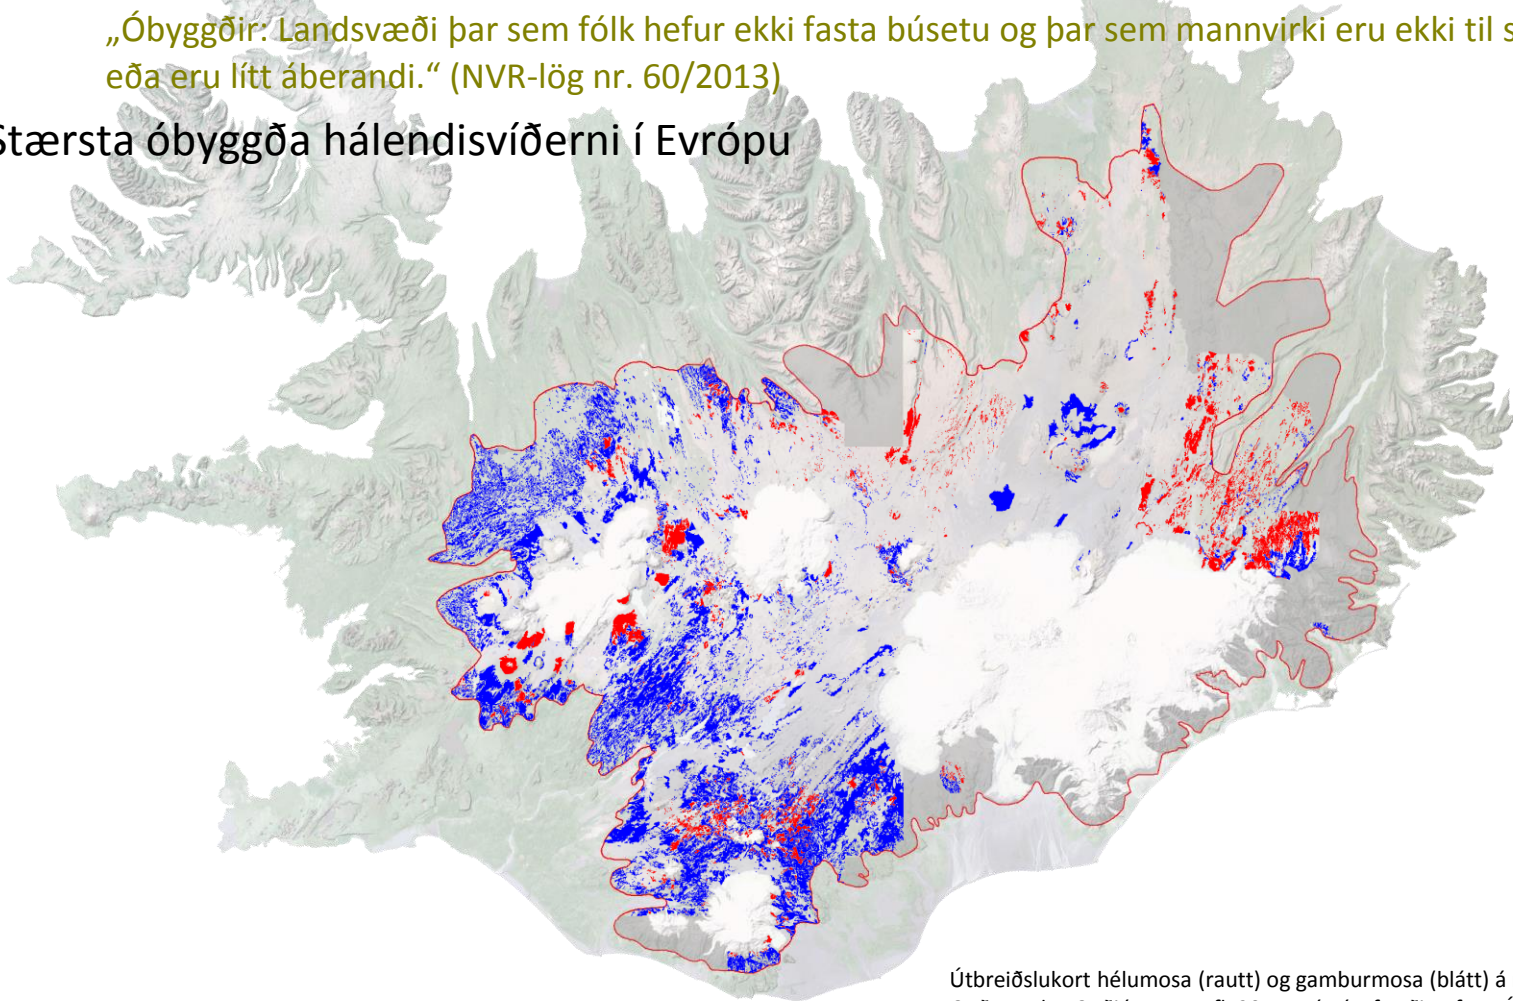 „Óbyggðir: Landsvæði þar sem fólk hefur ekki fasta búsetu og þar sem mannvirki eru ekki til
eða eru lítt áberandi.“ (NVR-lög nr. 60/2013)
Stærsta óbyggða hálendisvíðerni í Evrópu
Útbreiðslukort hélumosa (rautt) og gamburmosa (blátt) á